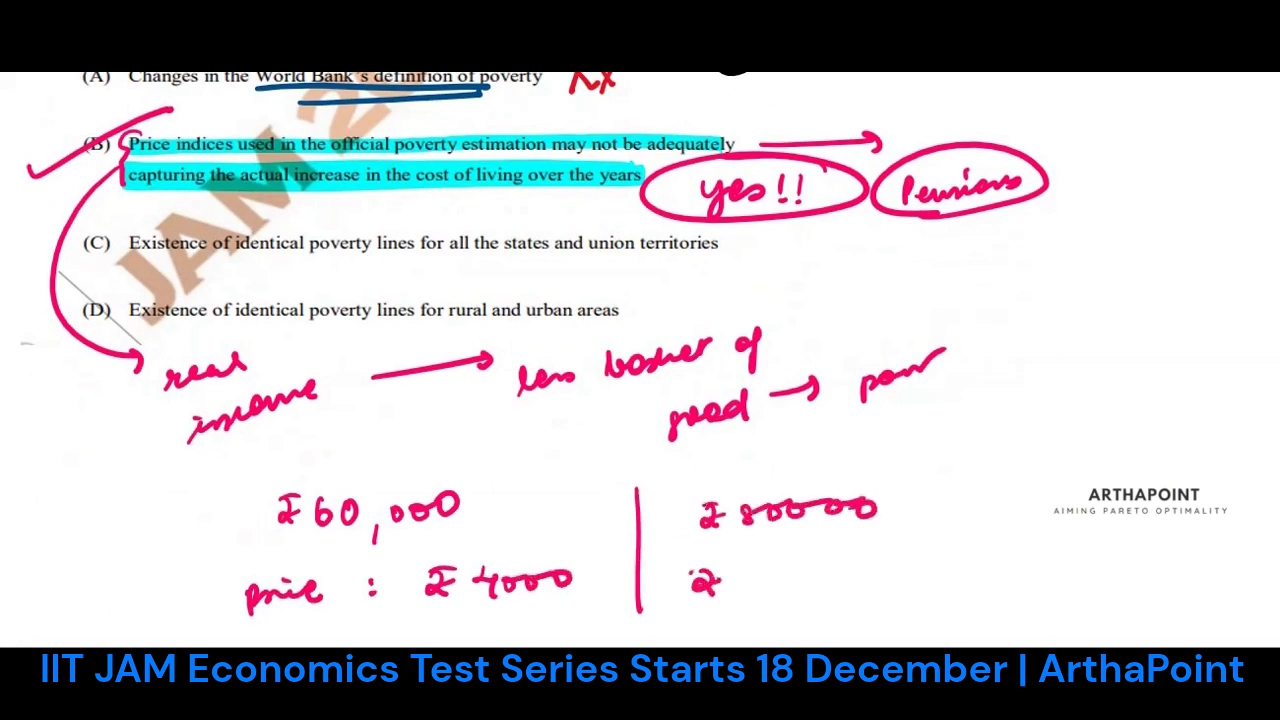 (A) Changes in the World Bank's definition of poverty
(B) Price indices used in the official poverty estimation may not be adequately
capturing the actual increase in the cost of living over the years
yes!!
Pensions
(C) Existence of identical poverty lines for all the states and union territories
(D) Existence of identical poverty lines for rural and urban areas
real
income
less basket of
good → poor
₹60,000
₹80000
price : ₹4000
₹
ARTHAPOINT
AIMING PARETO OPTIMALITY
JAM 2
IIT JAM Economics Test Series Starts 18 December | ArthaPoint